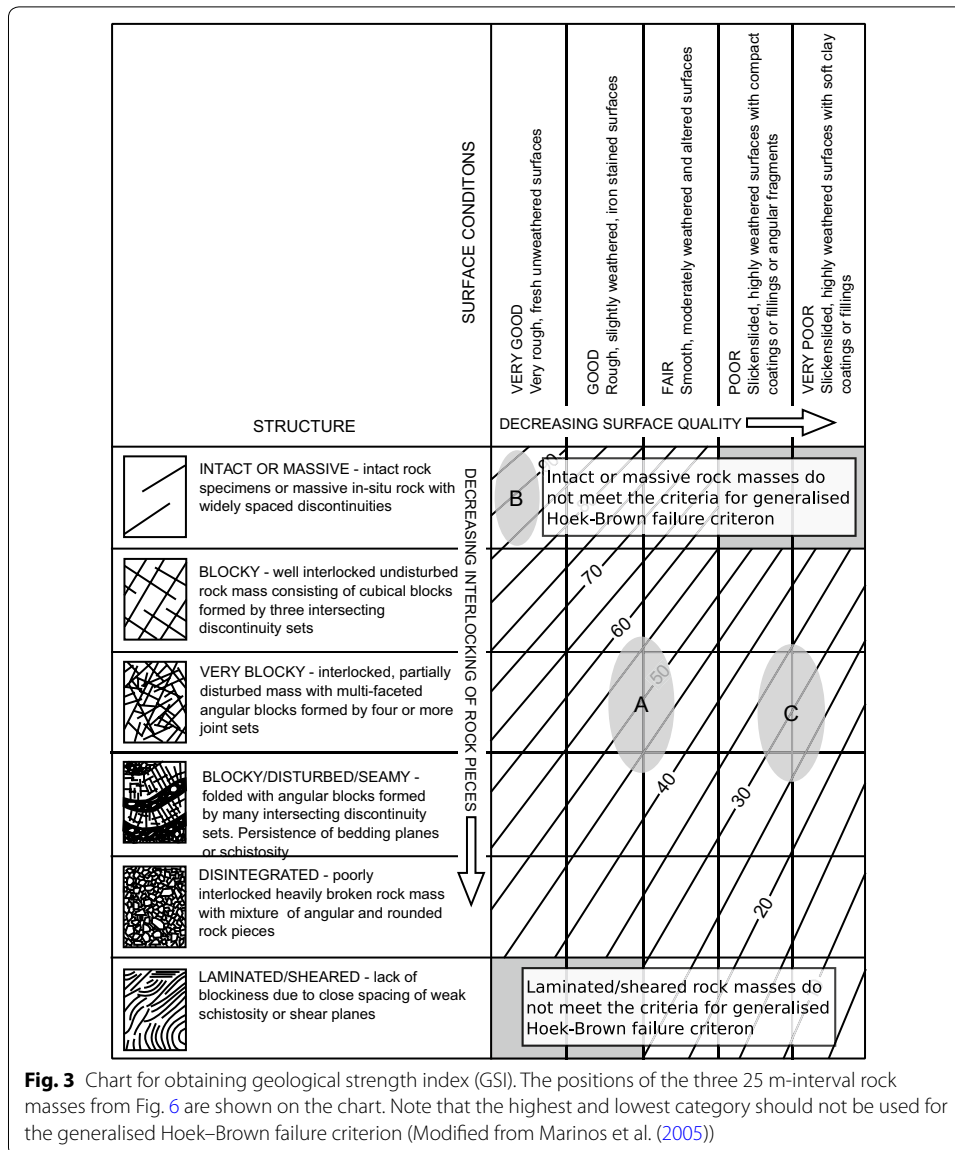 SURFACE CONDITONS
VERY GOOD
Very rough, fresh unweathered surfaces
GOOD
Rough, slightly weathered, iron stained surfaces
FAIR
Smooth, moderately weathered and altered surfaces
POOR
Slickenslided, highly weathered surfaces with compact
coatings or fillings or angular fragments
VERY POOR
Slickenslided, highly weathered surfaces with soft clay
coatings or fillings
STRUCTURE
DECREASING SURFACE QUALITY
DECREASING INTERLOCKING OF ROCK PIECES
INTACT OR MASSIVE - intact rock
specimens or massive in-situ rock with
widely spaced discontinuities
B
90
Intact or massive rock masses do
not meet the criteria for generalised
Hoek-Brown failure criteron
BLOCKY - well interlocked undisturbed
rock mass consisting of cubical blocks
formed by three intersecting
discontinuity sets
70
60
VERY BLOCKY - interlocked, partially
disturbed mass with multi-faceted
angular blocks formed by four or more
joint sets
50
A
C
BLOCKY/DISTURBED/SEAMY -
folded with angular blocks formed
by many intersecting discontinuity
sets. Persistence of bedding planes
or schistosity
40
30
DISINTEGRATED - poorly
interlocked heavily broken rock mass
with mixture of angular and rounded
rock pieces
20
LAMINATED/SHEARED - lack of
blockiness due to close spacing of weak
schistosity or shear planes
Laminated/sheared rock masses do
not meet the criteria for generalised
Hoek-Brown failure criteron
Fig. 3 Chart for obtaining geological strength index (GSI). The positions of the three 25 m-interval rock
masses from Fig. 6 are shown on the chart. Note that the highest and lowest category should not be used for
the generalised Hoek–Brown failure criterion (Modified from Marinos et al. (2005))